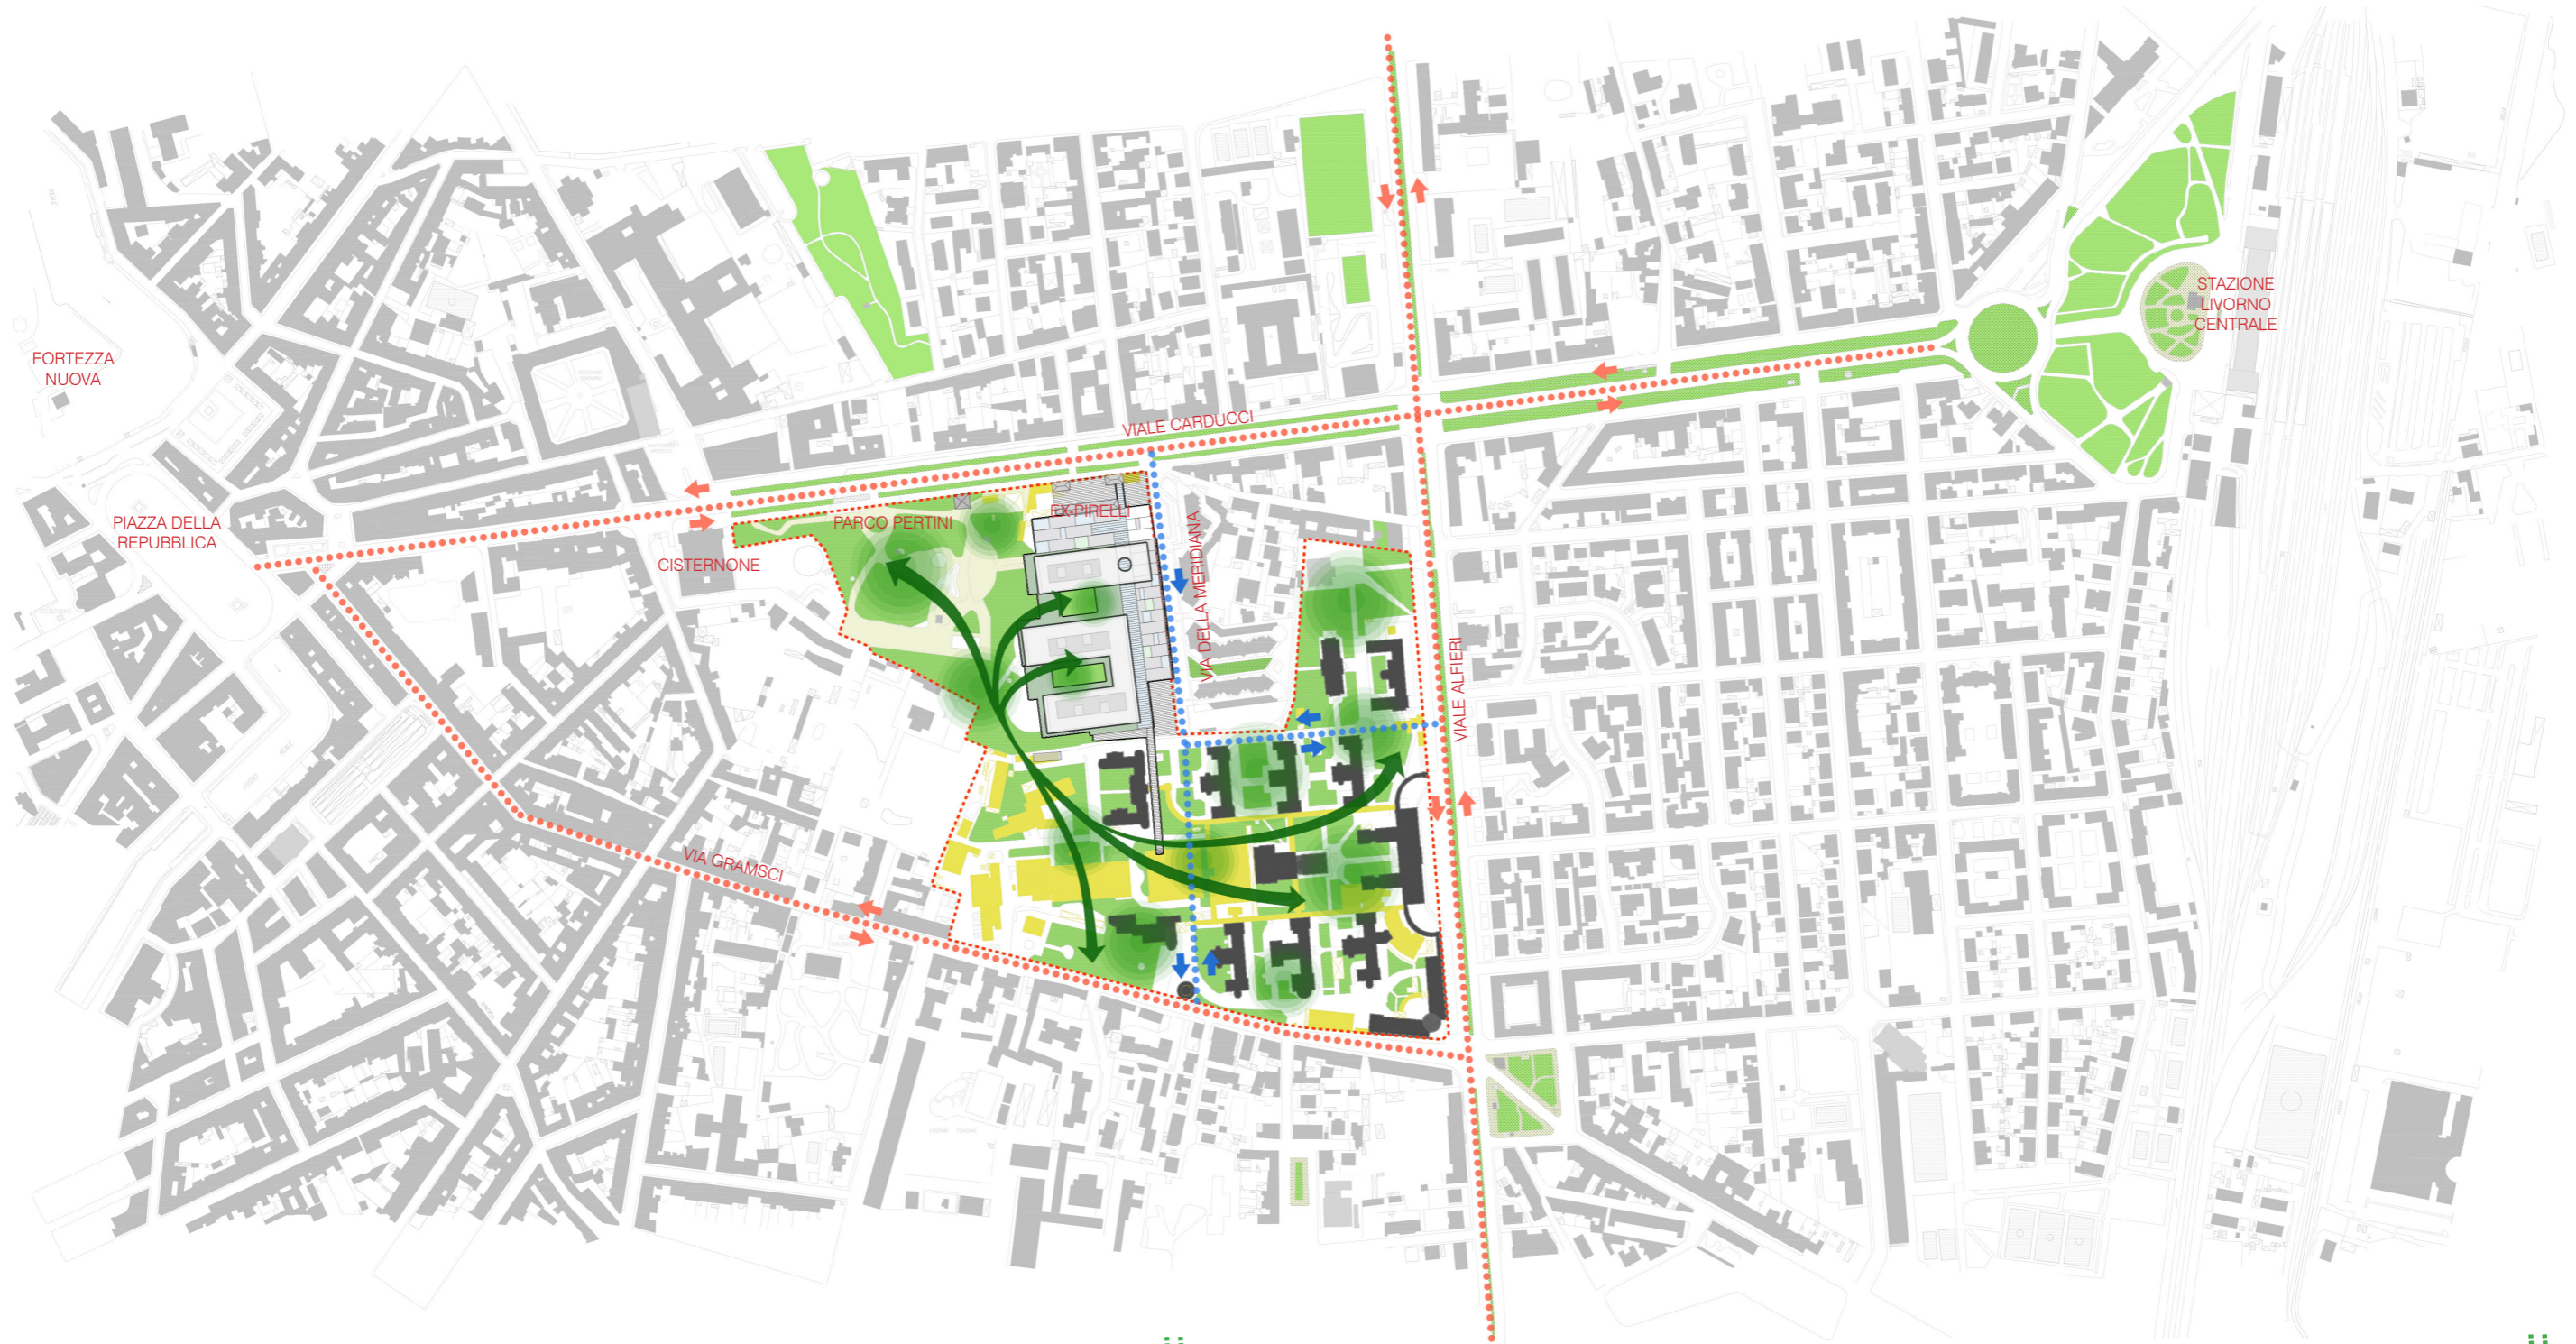 STAZIONE
LIVORNO
CENTRALE
FORTEZZA
NUOVA
VIALE CARDUCCI
PIAZZA DELLA
REPUBBLICA
PARCO PERTINI
EX-PIRELLI
CISTERNONE
VIA DELLA MERIDIANA
VIALE ALFIERI
VIA GRAMSCI